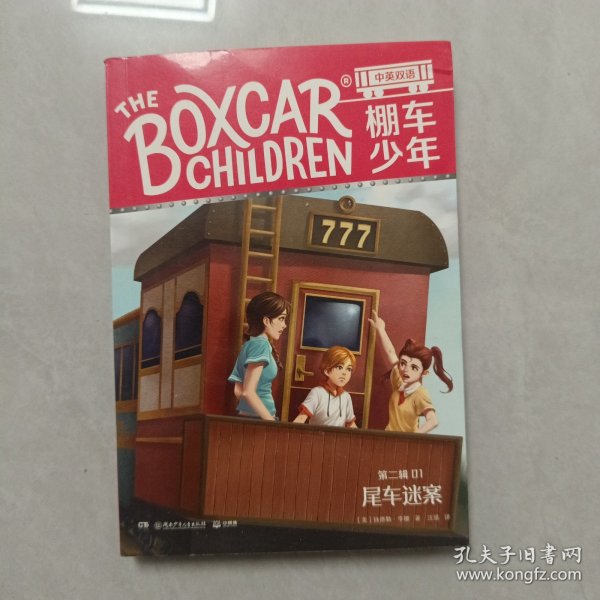 THE
BOXCAR®
CHILDREN
中英双语
棚车
少年
777
第二辑 01
尾车迷案
孔夫子旧书网
www.kongfz.com